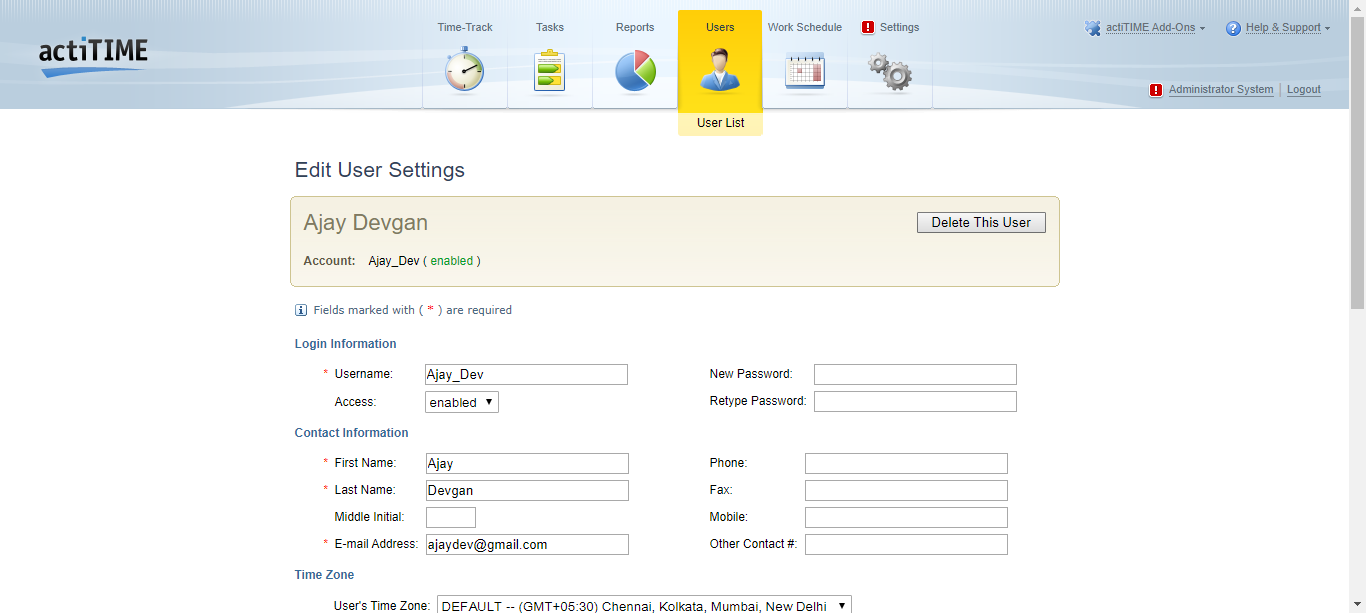 actiTIME
Time-Track
Tasks
Reports
Users
Work Schedule
! Settings
actiTIME Add-Ons
? Help & Support
! Administrator System
Logout
User List
Edit User Settings
Ajay Devgan
Delete This User
Account: Ajay_Dev ( enabled )
i Fields marked with ( * ) are required
Login Information
* Username: Ajay_Dev
New Password:
Access: enabled
Retype Password:
Contact Information
* First Name: Ajay
Phone:
* Last Name: Devgan
Fax:
Middle Initial:
Mobile:
* E-mail Address: ajaydev@gmail.com
Other Contact #:
Time Zone
User's Time Zone: DEFAULT -- (GMT+05:30) Chennai, Kolkata, Mumbai, New Delhi